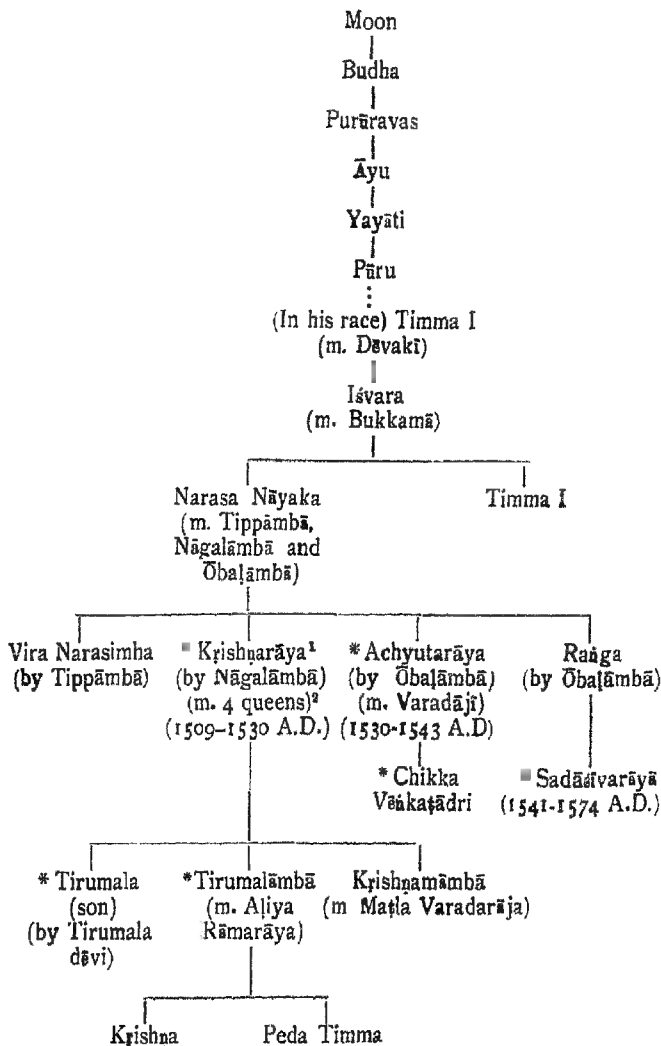 Moon
Budha
Purūravas
Āyu
Yayāti
Pūru
(In his race) Timma I
(m. Dēvakī)
Iśvara
(m. Bukkamā)
Narasa Nāyaka
(m. Tippāmbā,
Nāgalāmbā and
Ōbaḷāmbā)
Timma I
Vira Narasimha
(by Tippāmbā)
Kṛishṇarāya¹
(by Nāgalāmbā)
(m. 4 queens)²
(1509–1530 A.D.)
* Achyutarāya
(by Ōbaḷāmbā)
(m. Varadājī)
(1530-1543 A.D)
Raṅga
(by Ōbaḷāmbā)
* Chikka
Vēṅkaṭādri
Sadāśivarāyā
(1541-1574 A.D.)
* Tirumala
(son)
(by Tirumala
dēvi)
*Tirumalāmbā
(m. Aḷiya
Rāmarāya)
Kṛishṇamāmbā
(m Maṭla Varadarāja)
Kṛishna
Peda Timma